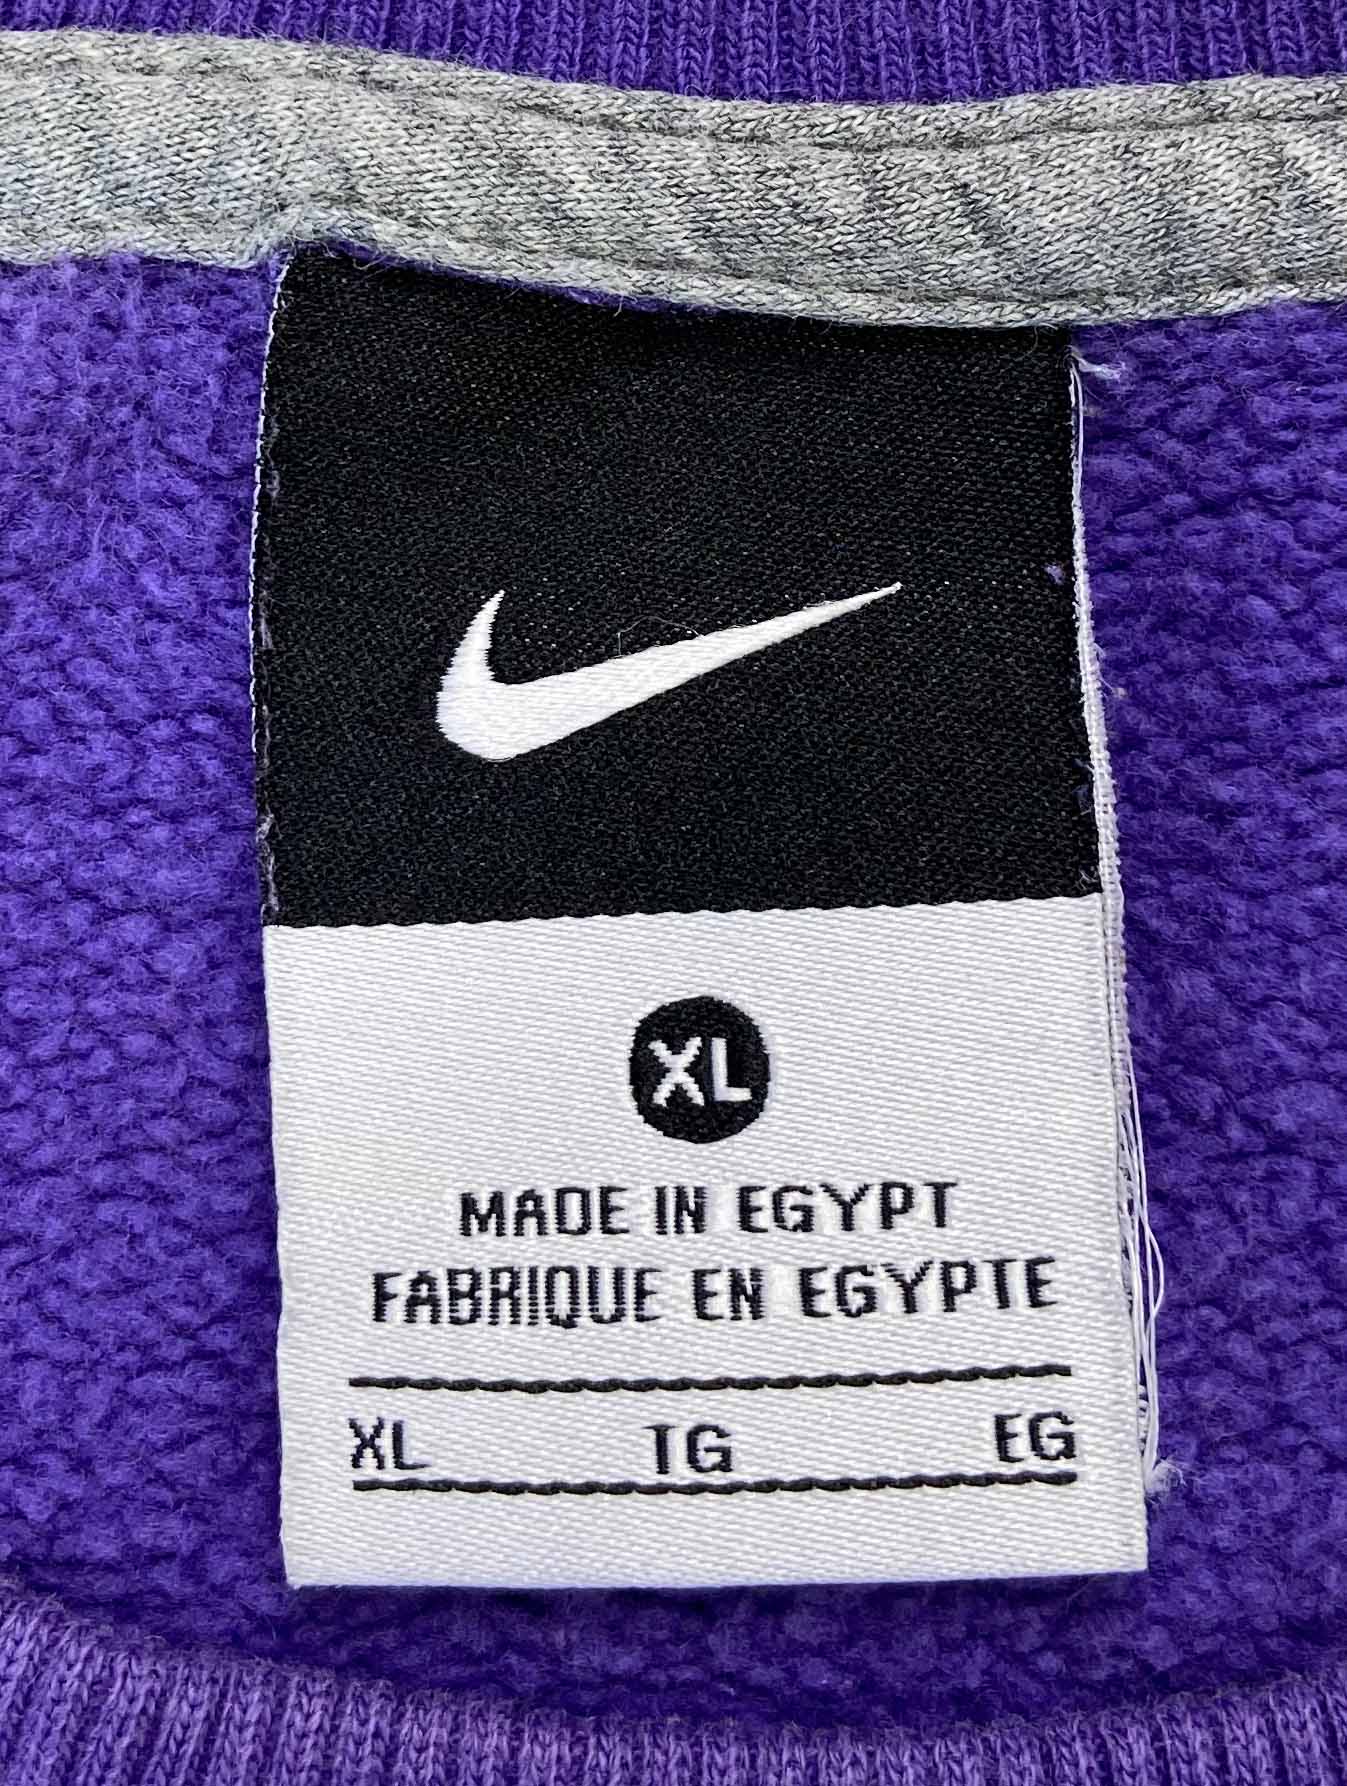 XL
MADE IN EGYPT
FABRIQUE EN EGYPTE
XL TG EG